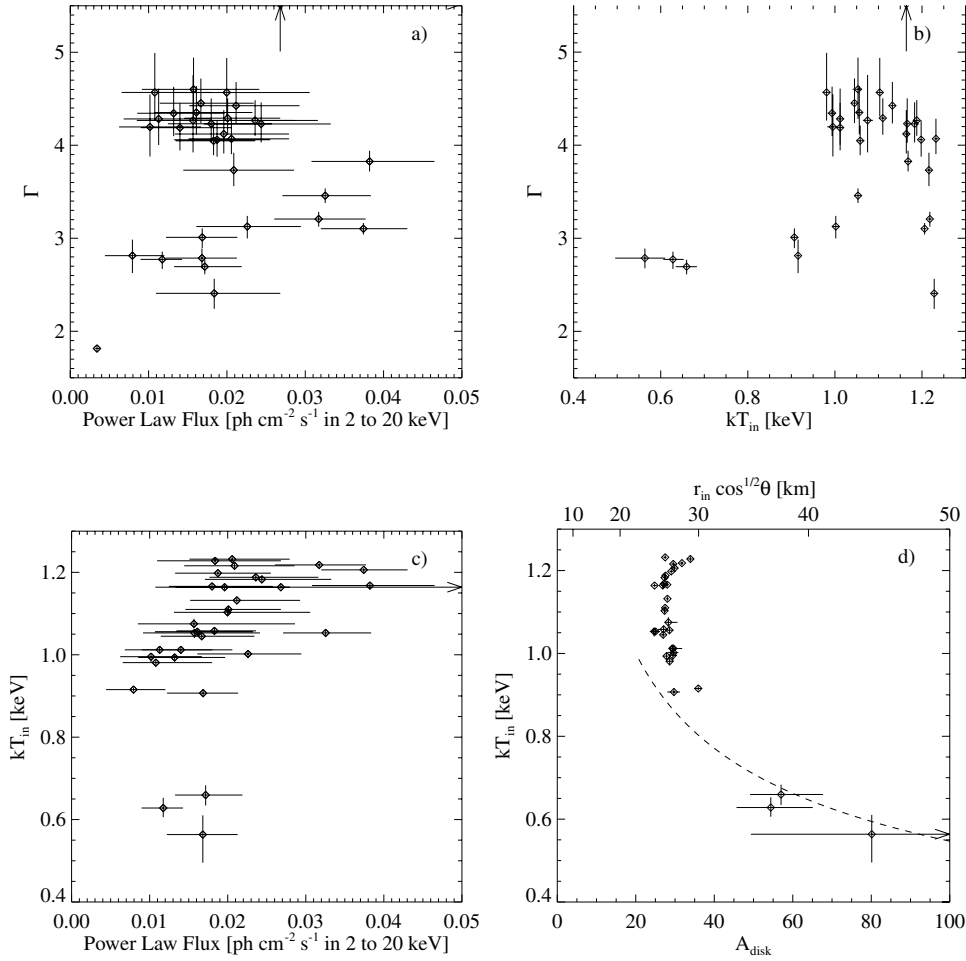 a)
5
4
3
2
Γ
0.00 0.01 0.02 0.03 0.04 0.05
Power Law Flux [ph cm⁻² s⁻¹ in 2 to 20 keV]
b)
5
4
3
2
Γ
0.4 0.6 0.8 1.0 1.2
kT_in [keV]
c)
1.2
1.0
0.8
0.6
0.4
kT_in [keV]
0.00 0.01 0.02 0.03 0.04 0.05
Power Law Flux [ph cm⁻² s⁻¹ in 2 to 20 keV]
r_in cos^1/2θ [km]
10 20 30 40 50
d)
1.2
1.0
0.8
0.6
0.4
kT_in [keV]
0 20 40 60 80 100
A_disk